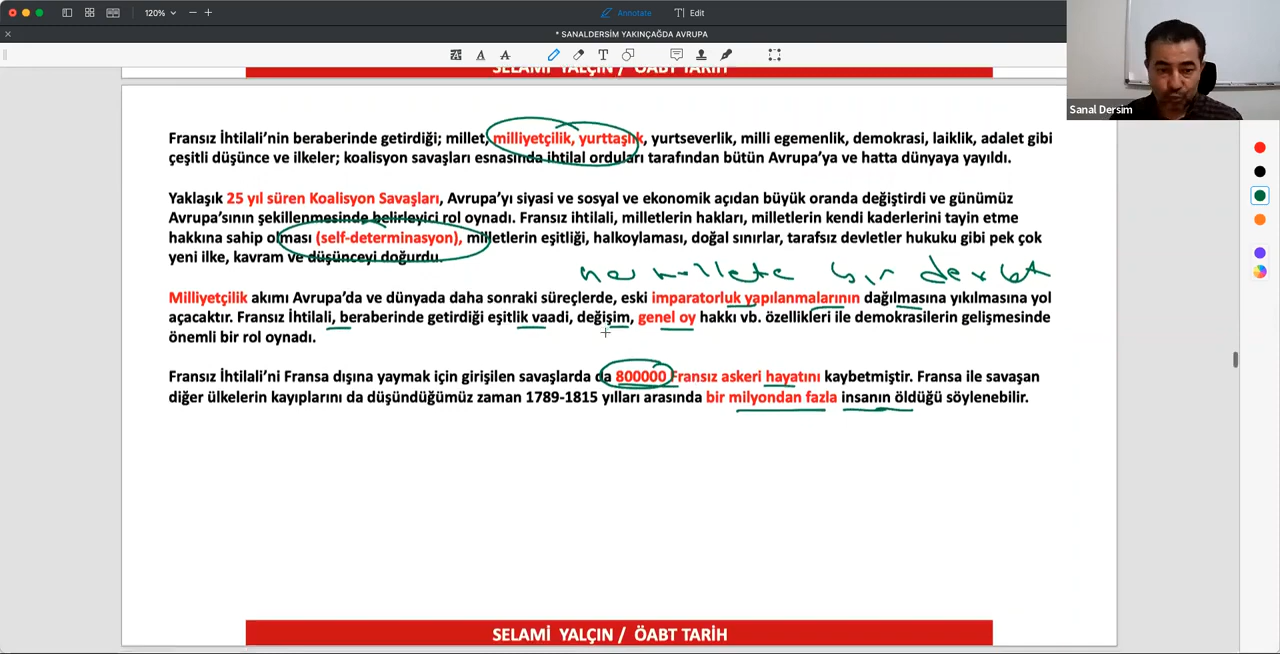 120%
Annotate
Edit
* SANALDERSİM YAKINÇAĞDA AVRUPA
SELAMİ YALÇIN / ÖABT TARİH
Sanal Dersim
Fransız İhtilali’nin beraberinde getirdiği; millet, milliyetçilik, yurttaşlık, yurtseverlik, milli egemenlik, demokrasi, laiklik, adalet gibi
çeşitli düşünce ve ilkeler; koalisyon savaşları esnasında ihtilal orduları tarafından bütün Avrupa’ya ve hatta dünyaya yayıldı.
Yaklaşık 25 yıl süren Koalisyon Savaşları, Avrupa’yı siyasi ve sosyal ve ekonomik açıdan büyük oranda değiştirdi ve günümüz
Avrupa’sının şekillenmesinde belirleyici rol oynadı. Fransız ihtilali, milletlerin hakları, milletlerin kendi kaderlerini tayin etme
hakkına sahip olması (self-determinasyon), milletlerin eşitliği, halkoylaması, doğal sınırlar, tarafsız devletler hukuku gibi pek çok
yeni ilke, kavram ve düşünceyi doğurdu.
her millete bir devlet
Milliyetçilik akımı Avrupa’da ve dünyada daha sonraki süreçlerde, eski imparatorluk yapılanmalarının dağılmasına yıkılmasına yol
açacaktır. Fransız İhtilali, beraberinde getirdiği eşitlik vaadi, değişim, genel oy hakkı vb. özellikleri ile demokrasilerin gelişmesinde
önemli bir rol oynadı.
Fransız İhtilali’ni Fransa dışına yaymak için girişilen savaşlarda da 800000 Fransız askeri hayatını kaybetmiştir. Fransa ile savaşan
diğer ülkelerin kayıplarını da düşündüğümüz zaman 1789-1815 yılları arasında bir milyondan fazla insanın öldüğü söylenebilir.
SELAMİ YALÇIN / ÖABT TARİH